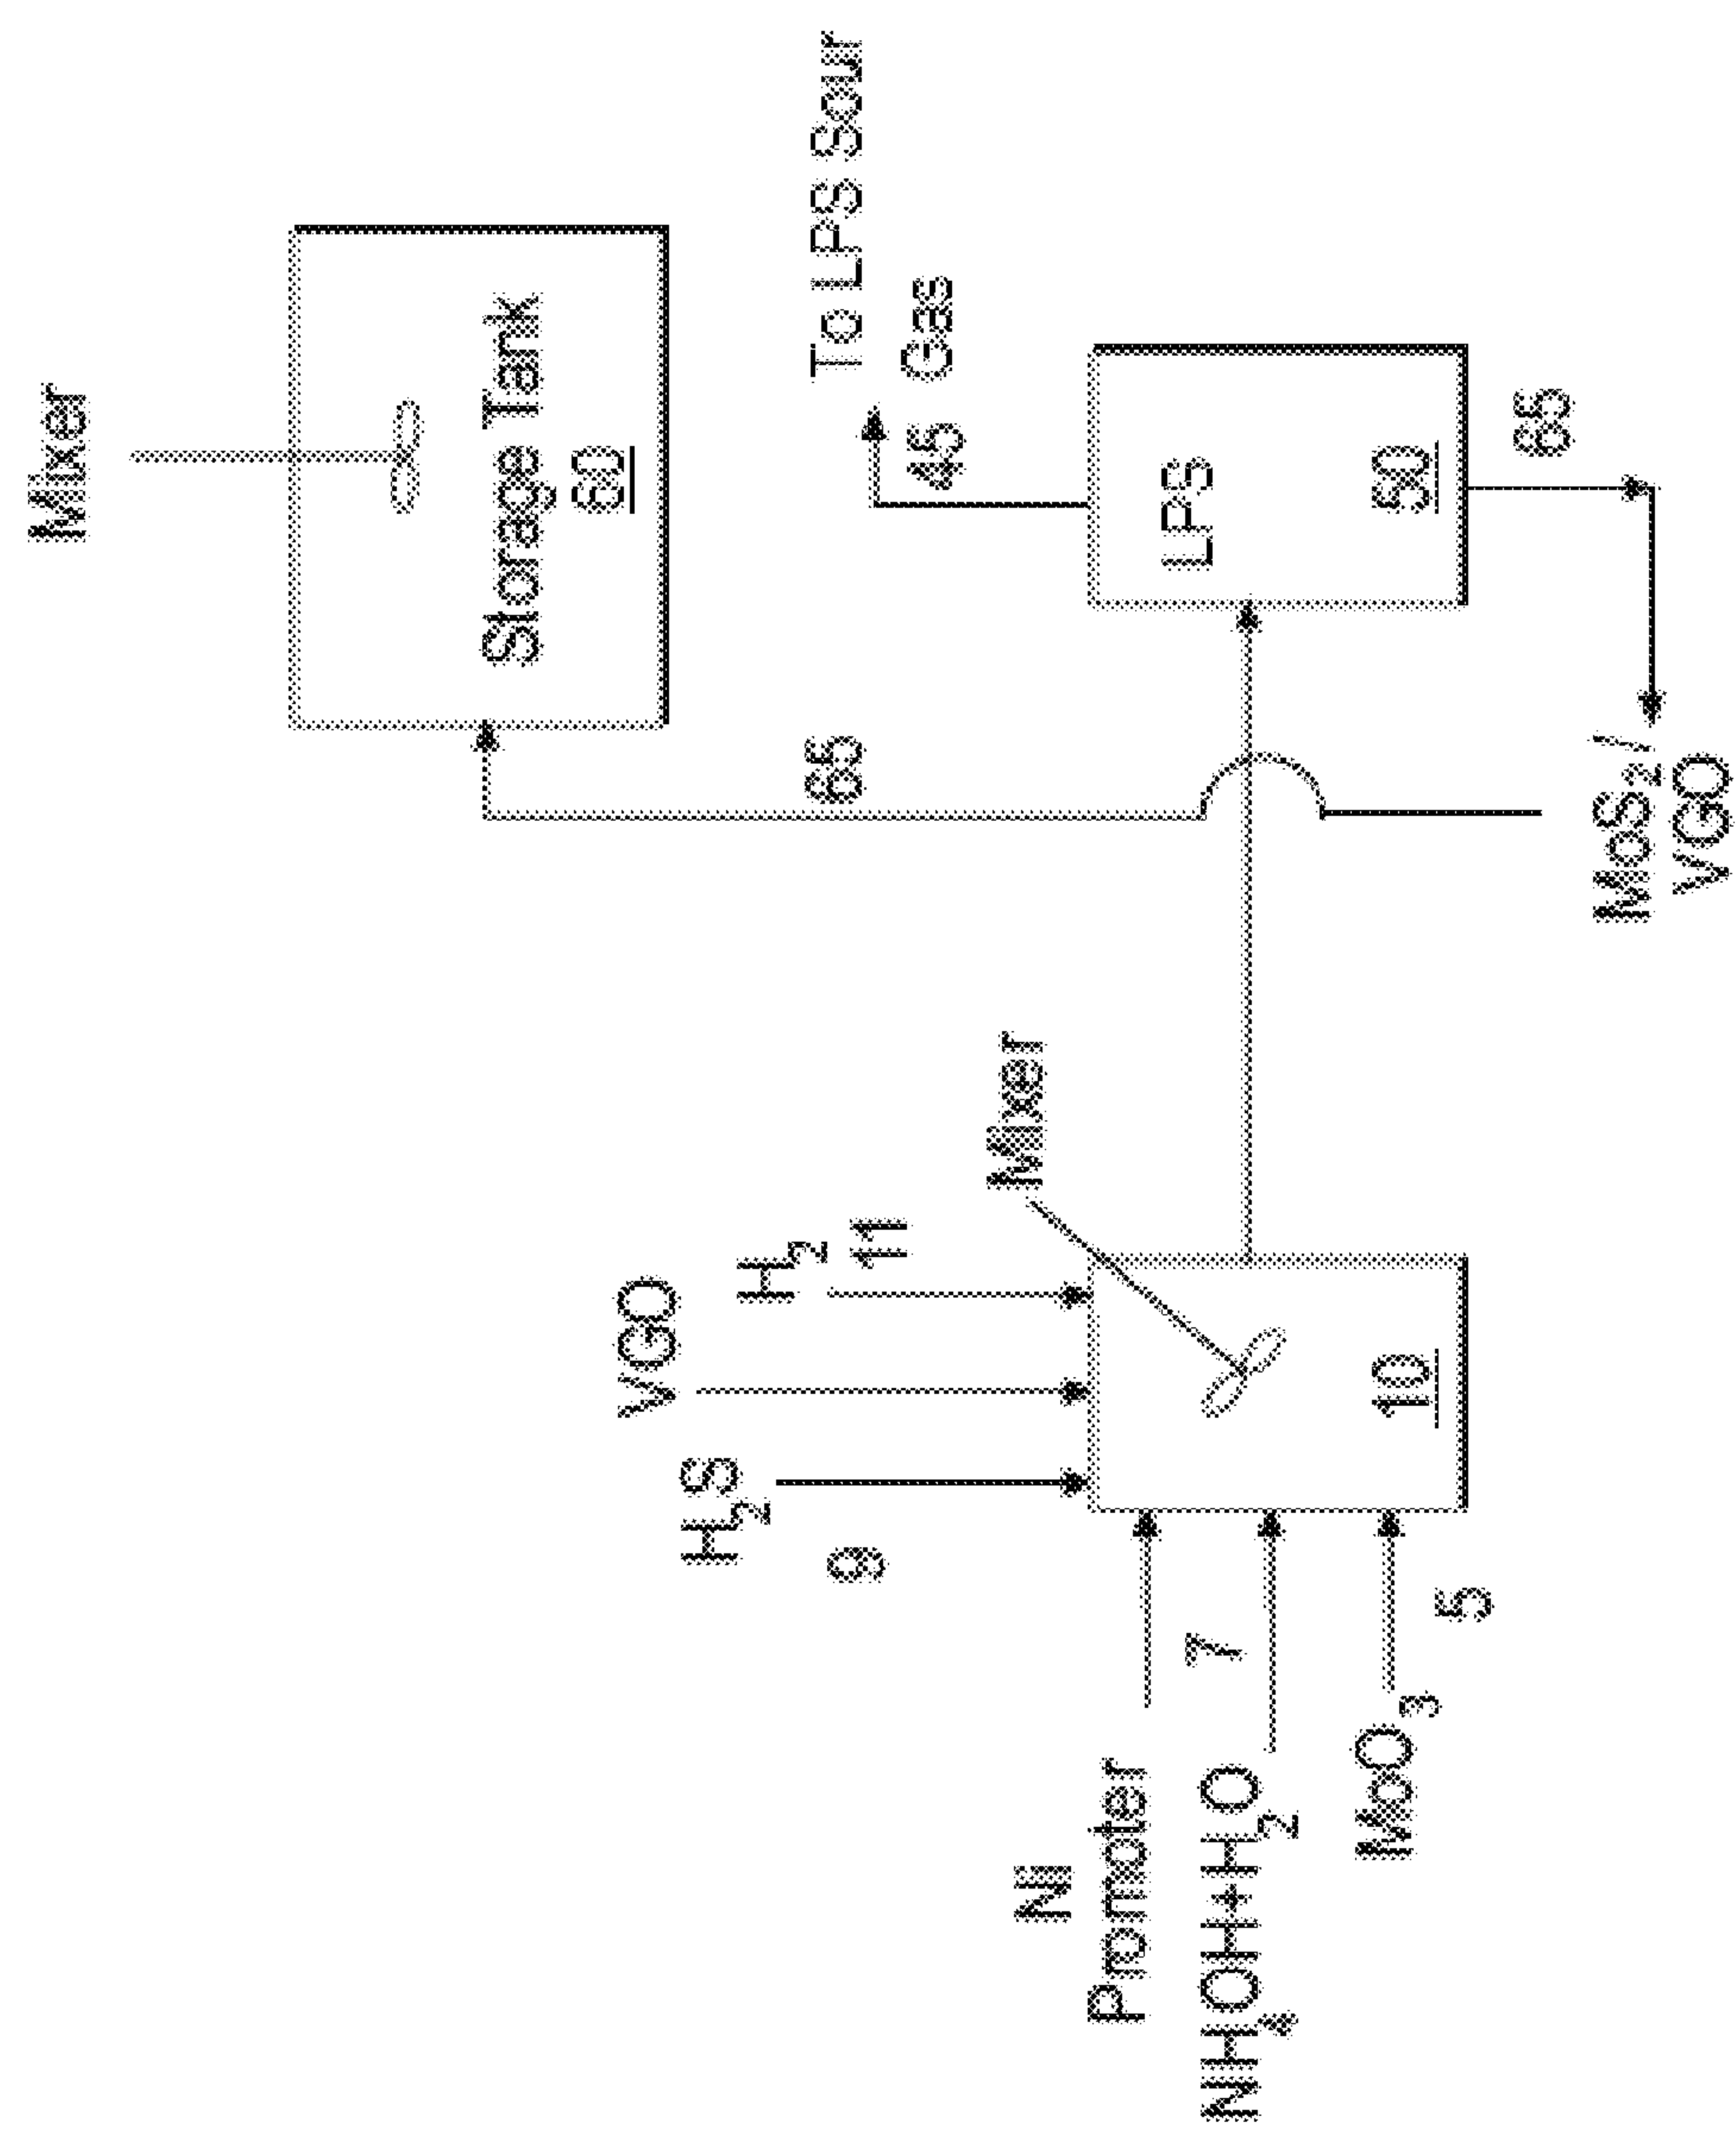 Mixer
Storage Tank
60
VGO
H₂S
H₂
9
11
65
To LPS Sour
Gas
45
Mixer
Ni
Promoter
7
NH₄OH+H₂O
MoO₃
5
10
LPS
50
65
MoS₂/
VGO